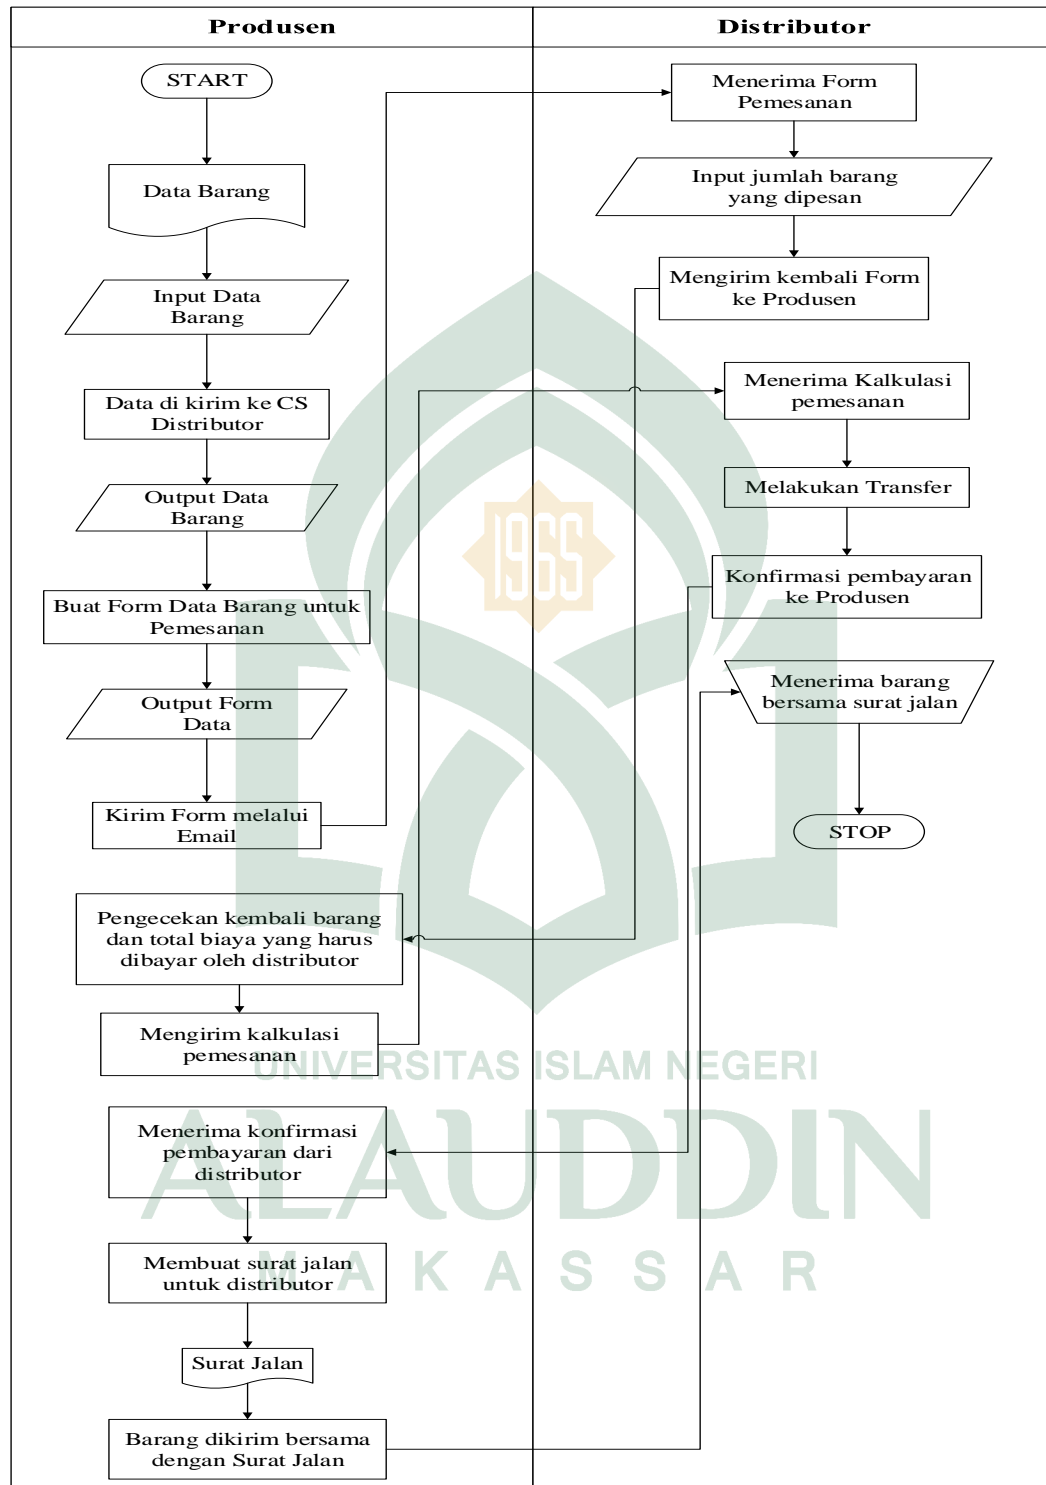 Produsen
Distributor
START
Data Barang
Input Data
Barang
Data di kirim ke CS
Distributor
Output Data
Barang
Buat Form Data Barang untuk
Pemesanan
Output Form
Data
Kirim Form melalui
Email
Menerima Form
Pemesanan
Input jumlah barang
yang dipesan
Mengirim kembali Form
ke Produsen
Pengecekan kembali barang
dan total biaya yang harus
dibayar oleh distributor
Mengirim kalkulasi
pemesanan
Menerima Kalkulasi
pemesanan
Melakukan Transfer
Konfirmasi pembayaran
ke Produsen
Menerima konfirmasi
pembayaran dari
distributor
Membuat surat jalan
untuk distributor
Surat Jalan
Barang dikirim bersama
dengan Surat Jalan
Menerima barang
bersama surat jalan
STOP
1965
UNIVERSITAS ISLAM NEGERI
ALAUDDIN
MAKASSAR